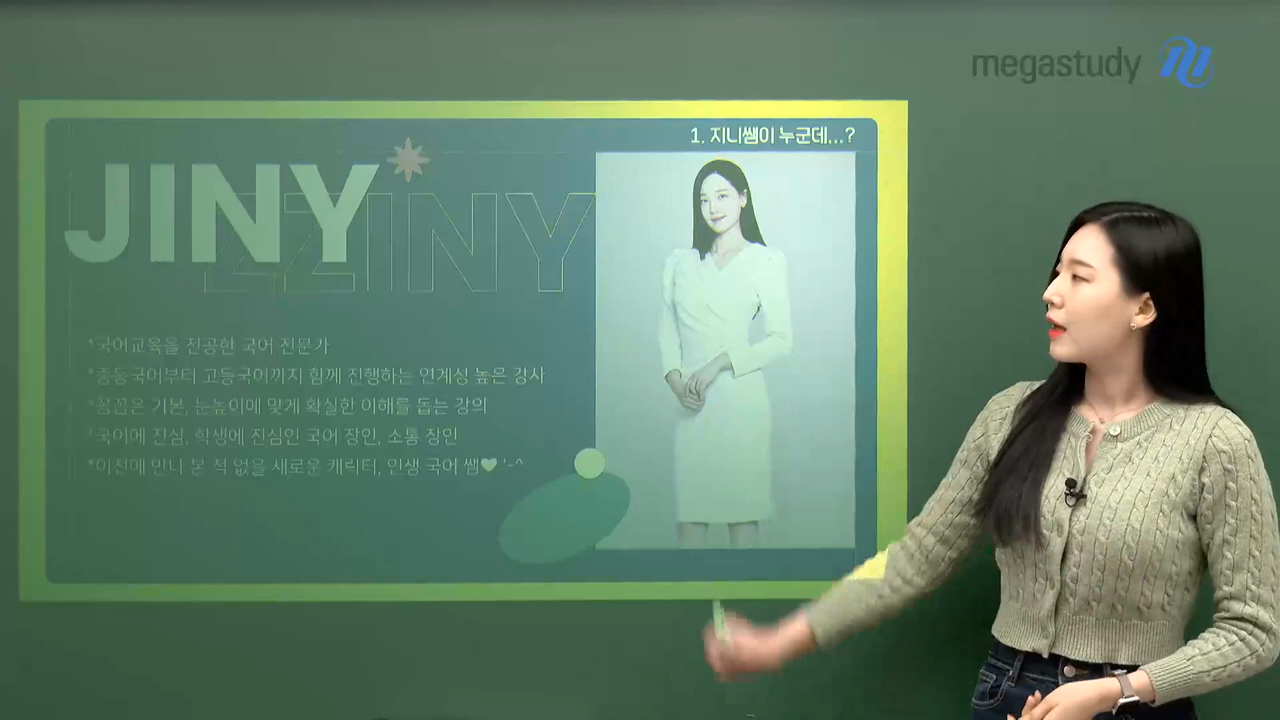 megastudy
1. 지니쌤이 누군데...?
JINY
ZZINY
*국어교육을 전공한 국어 전문가
*중등국어부터 고등국어까지 함께 진행하는 연계성 높은 강사
*꼼꼼은 기본, 눈높이에 맞게 확실한 이해를 돕는 강의
*국어에 진심, 학생에 진심인 국어 장인, 소통 장인
*이전에 만나 본 적 없을 새로운 캐릭터, 인생 국어 쌤♥ '-^